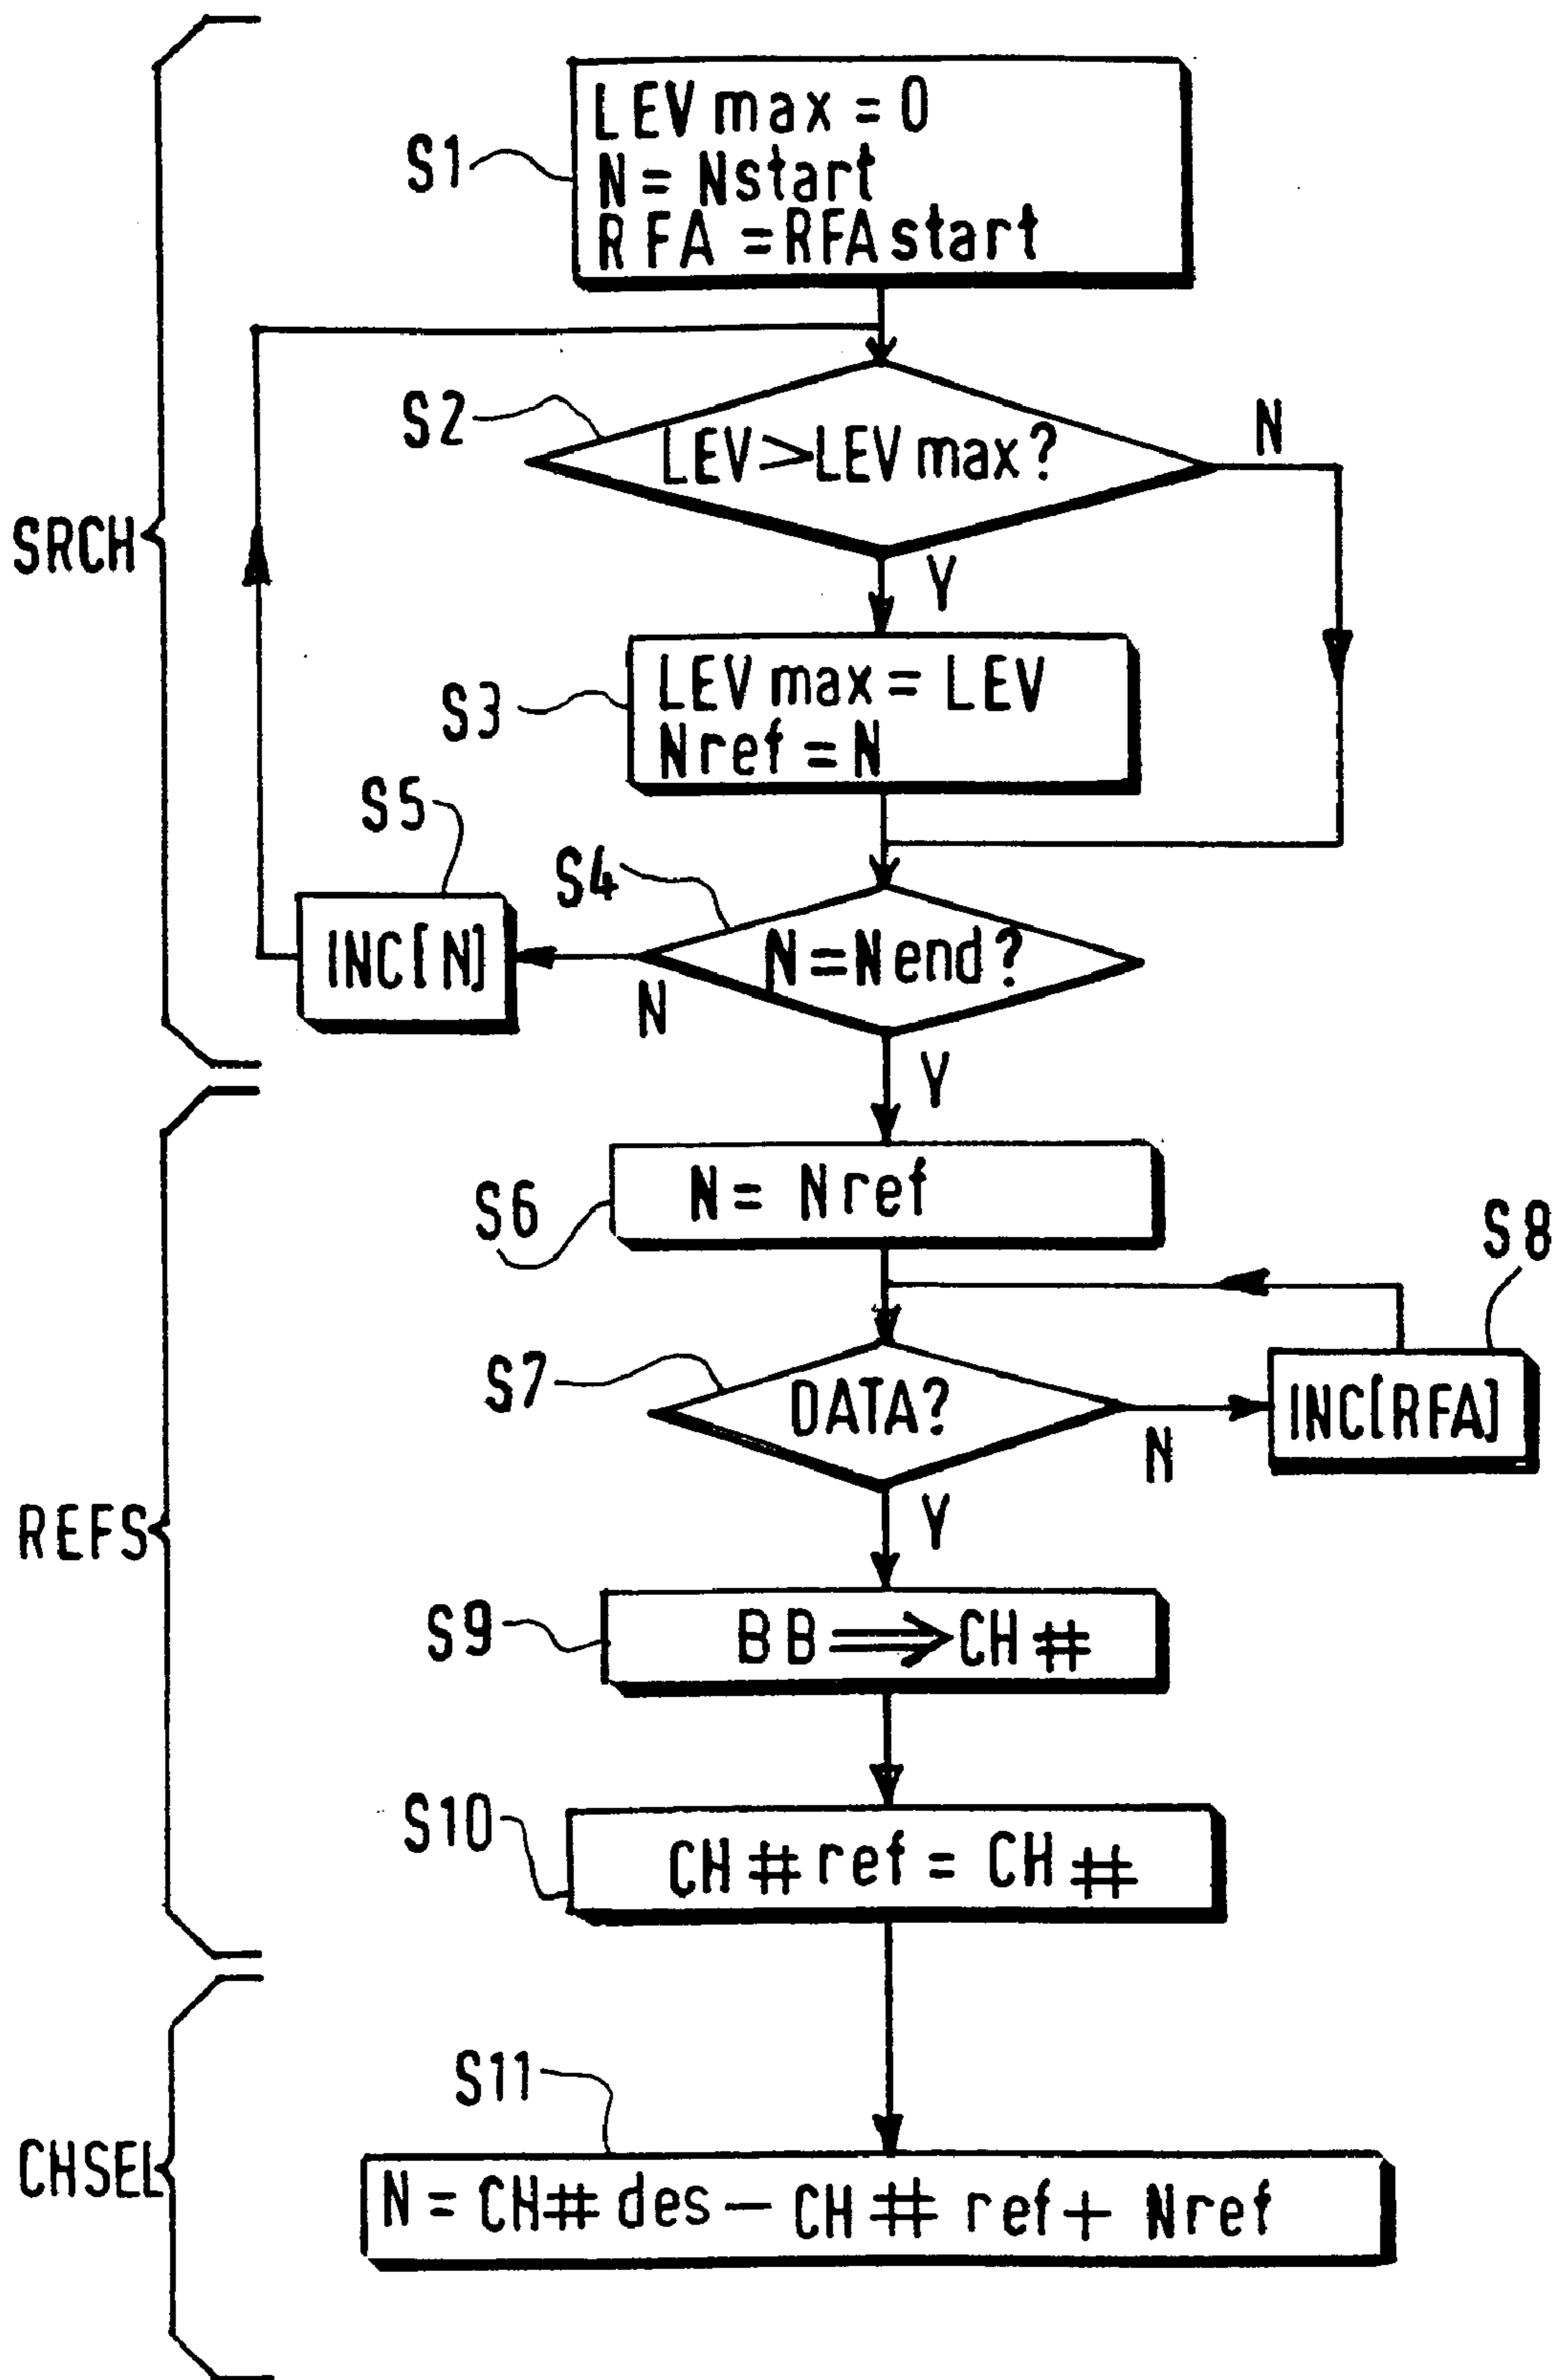 S1
LEV max = 0
N = Nstart
RFA = RFA start
S2
LEV>LEV max?
N
SRCH
Y
S3
LEV max = LEV
Nref = N
S5
S4
INC[N]
N=Nend?
N
Y
S6
N = Nref
S8
S7
DATA?
INC[RFA]
N
REFS
Y
S9
BB⟹CH#
S10
CH# ref = CH#
S11
CHSEL
N = CH# des − CH# ref + Nref